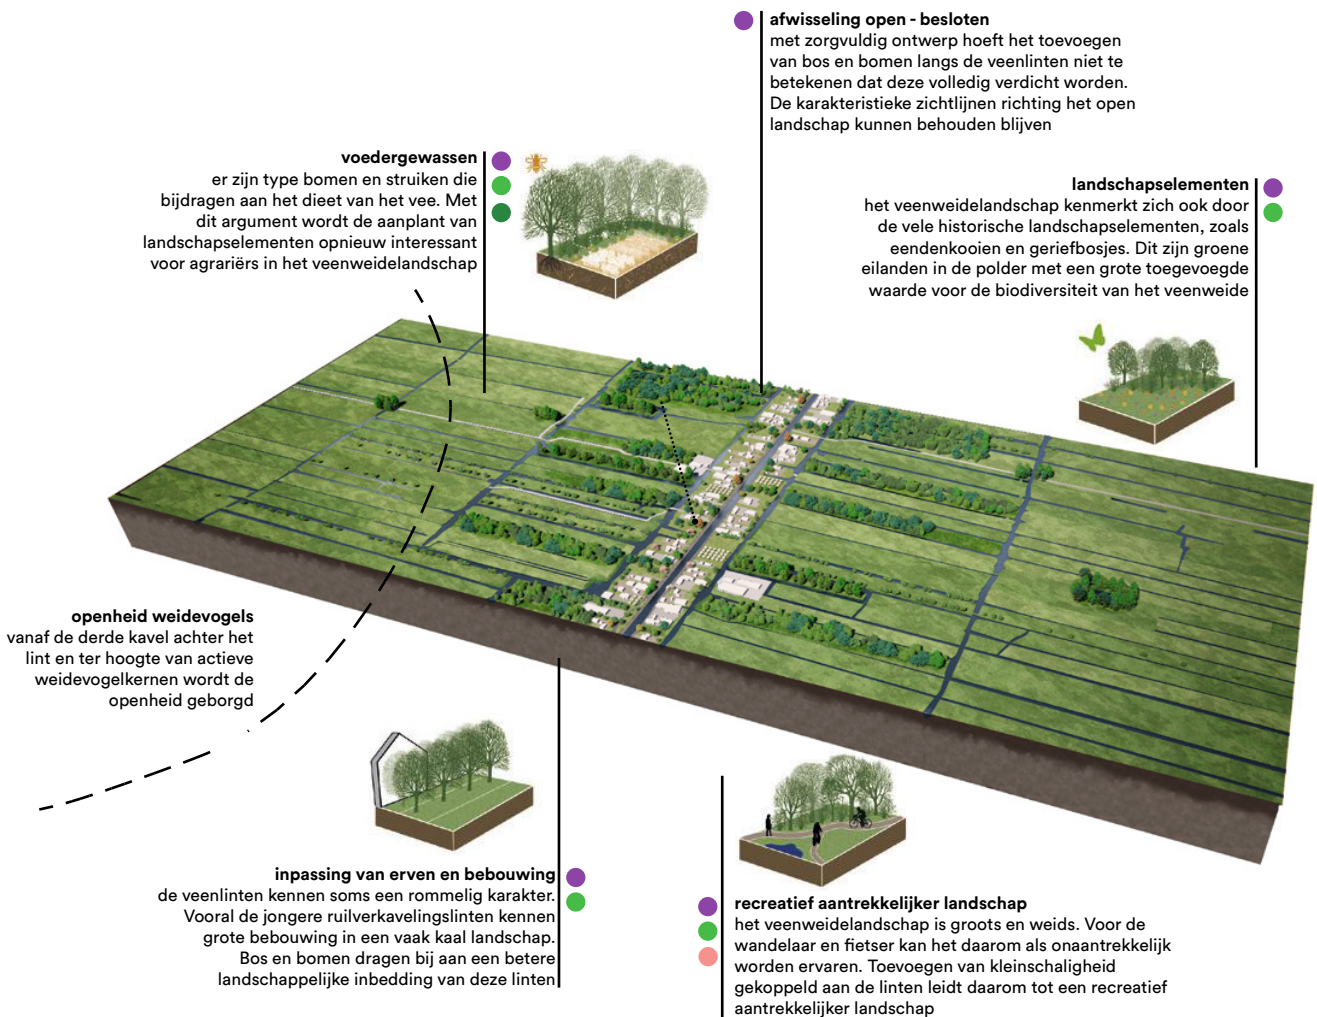 afwisseling open - besloten
met zorgvuldig ontwerp hoeft het toevoegen
van bos en bomen langs de veenlinten niet te
betekenen dat deze volledig verdicht worden.
De karakteristieke zichtlijnen richting het open
landschap kunnen behouden blijven
voedergewassen
er zijn type bomen en struiken die
bijdragen aan het dieet van het vee. Met
dit argument wordt de aanplant van
landschapselementen opnieuw interessant
voor agrariërs in het veenweidelandschap
landschapselementen
het veenweidelandschap kenmerkt zich ook door
de vele historische landschapselementen, zoals
eendenkooien en geriefbosjes. Dit zijn groene
eilanden in de polder met een grote toegevoegde
waarde voor de biodiversiteit van het veenweide
openheid weidevogels
vanaf de derde kavel achter het
lint en ter hoogte van actieve
weidevogelkernen wordt de
openheid geborgd
inpassing van erven en bebouwing
de veenlinten kennen soms een rommelig karakter.
Vooral de jongere ruilverkavelingslinten kennen
grote bebouwing in een vaak kaal landschap.
Bos en bomen dragen bij aan een betere
landschappelijke inbedding van deze linten
recreatief aantrekkelijker landschap
het veenweidelandschap is groots en weids. Voor de
wandelaar en fietser kan het daarom als onaantrekkelijk
worden ervaren. Toevoegen van kleinschaligheid
gekoppeld aan de linten leidt daarom tot een recreatief
aantrekkelijker landschap